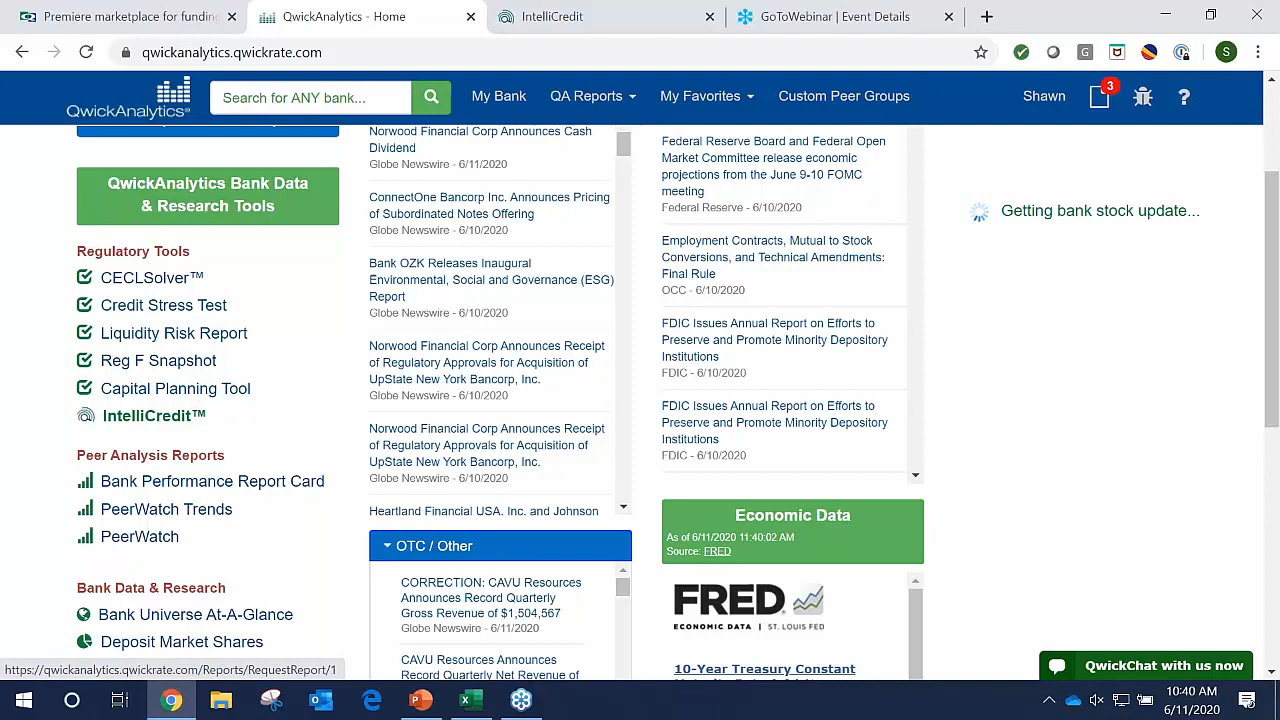 Premiere marketplace for fundin
QwickAnalytics - Home
IntelliCredit
GoToWebinar | Event Details
qwickanalytics.qwickrate.com
G
S
QwickAnalytics
Search for ANY bank...
My Bank
QA Reports
My Favorites
Custom Peer Groups
Shawn
3
?
QwickAnalytics Bank Data
& Research Tools
Regulatory Tools
CECLSolver™
Credit Stress Test
Liquidity Risk Report
Reg F Snapshot
Capital Planning Tool
IntelliCredit™
Peer Analysis Reports
Bank Performance Report Card
PeerWatch Trends
PeerWatch
Bank Data & Research
Bank Universe At-A-Glance
Deposit Market Shares
https://qwickanalytics.qwickrate.com/Reports/RequestReport/1
Norwood Financial Corp Announces Cash
Dividend
Globe Newswire - 6/11/2020
ConnectOne Bancorp Inc. Announces Pricing
of Subordinated Notes Offering
Globe Newswire - 6/10/2020
Bank OZK Releases Inaugural
Environmental, Social and Governance (ESG)
Report
Globe Newswire - 6/10/2020
Norwood Financial Corp Announces Receipt
of Regulatory Approvals for Acquisition of
UpState New York Bancorp, Inc.
Globe Newswire - 6/10/2020
Norwood Financial Corp Announces Receipt
of Regulatory Approvals for Acquisition of
UpState New York Bancorp, Inc.
Globe Newswire - 6/10/2020
Heartland Financial USA, Inc. and Johnson
OTC / Other
CORRECTION: CAVU Resources
Announces Record Quarterly
Gross Revenue of $1,504,567
Globe Newswire - 6/11/2020
CAVU Resources Announces
Record Quarterly Net Revenue of
Federal Reserve Board and Federal Open
Market Committee release economic
projections from the June 9-10 FOMC
meeting
Federal Reserve - 6/10/2020
Employment Contracts, Mutual to Stock
Conversions, and Technical Amendments:
Final Rule
OCC - 6/10/2020
FDIC Issues Annual Report on Efforts to
Preserve and Promote Minority Depository
Institutions
FDIC - 6/10/2020
FDIC Issues Annual Report on Efforts to
Preserve and Promote Minority Depository
Institutions
FDIC - 6/10/2020
Economic Data
As of 6/11/2020 11:40:02 AM
Source: FRED
FRED
ECONOMIC DATA | ST. LOUIS FED
10-Year Treasury Constant
Getting bank stock update...
QwickChat with us now
10:40 AM
6/11/2020